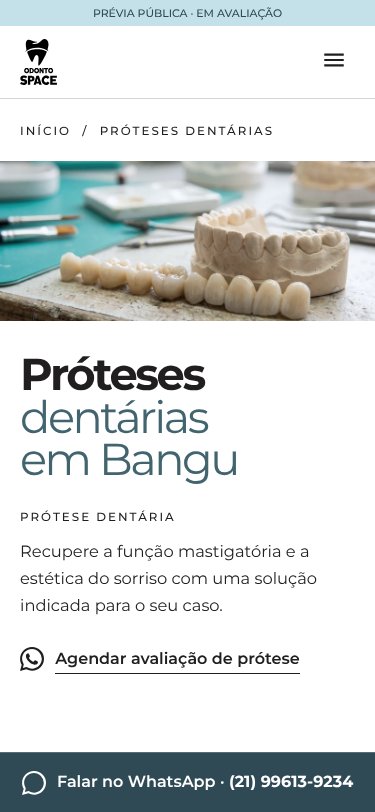 PRÉVIA PÚBLICA · EM AVALIAÇÃO
ODONTO
SPACE
INÍCIO / PRÓTESES DENTÁRIAS
Próteses
dentárias
em Bangu
PRÓTESE DENTÁRIA
Recupere a função mastigatória e a
estética do sorriso com uma solução
indicada para o seu caso.
Agendar avaliação de prótese
Falar no WhatsApp · (21) 99613-9234